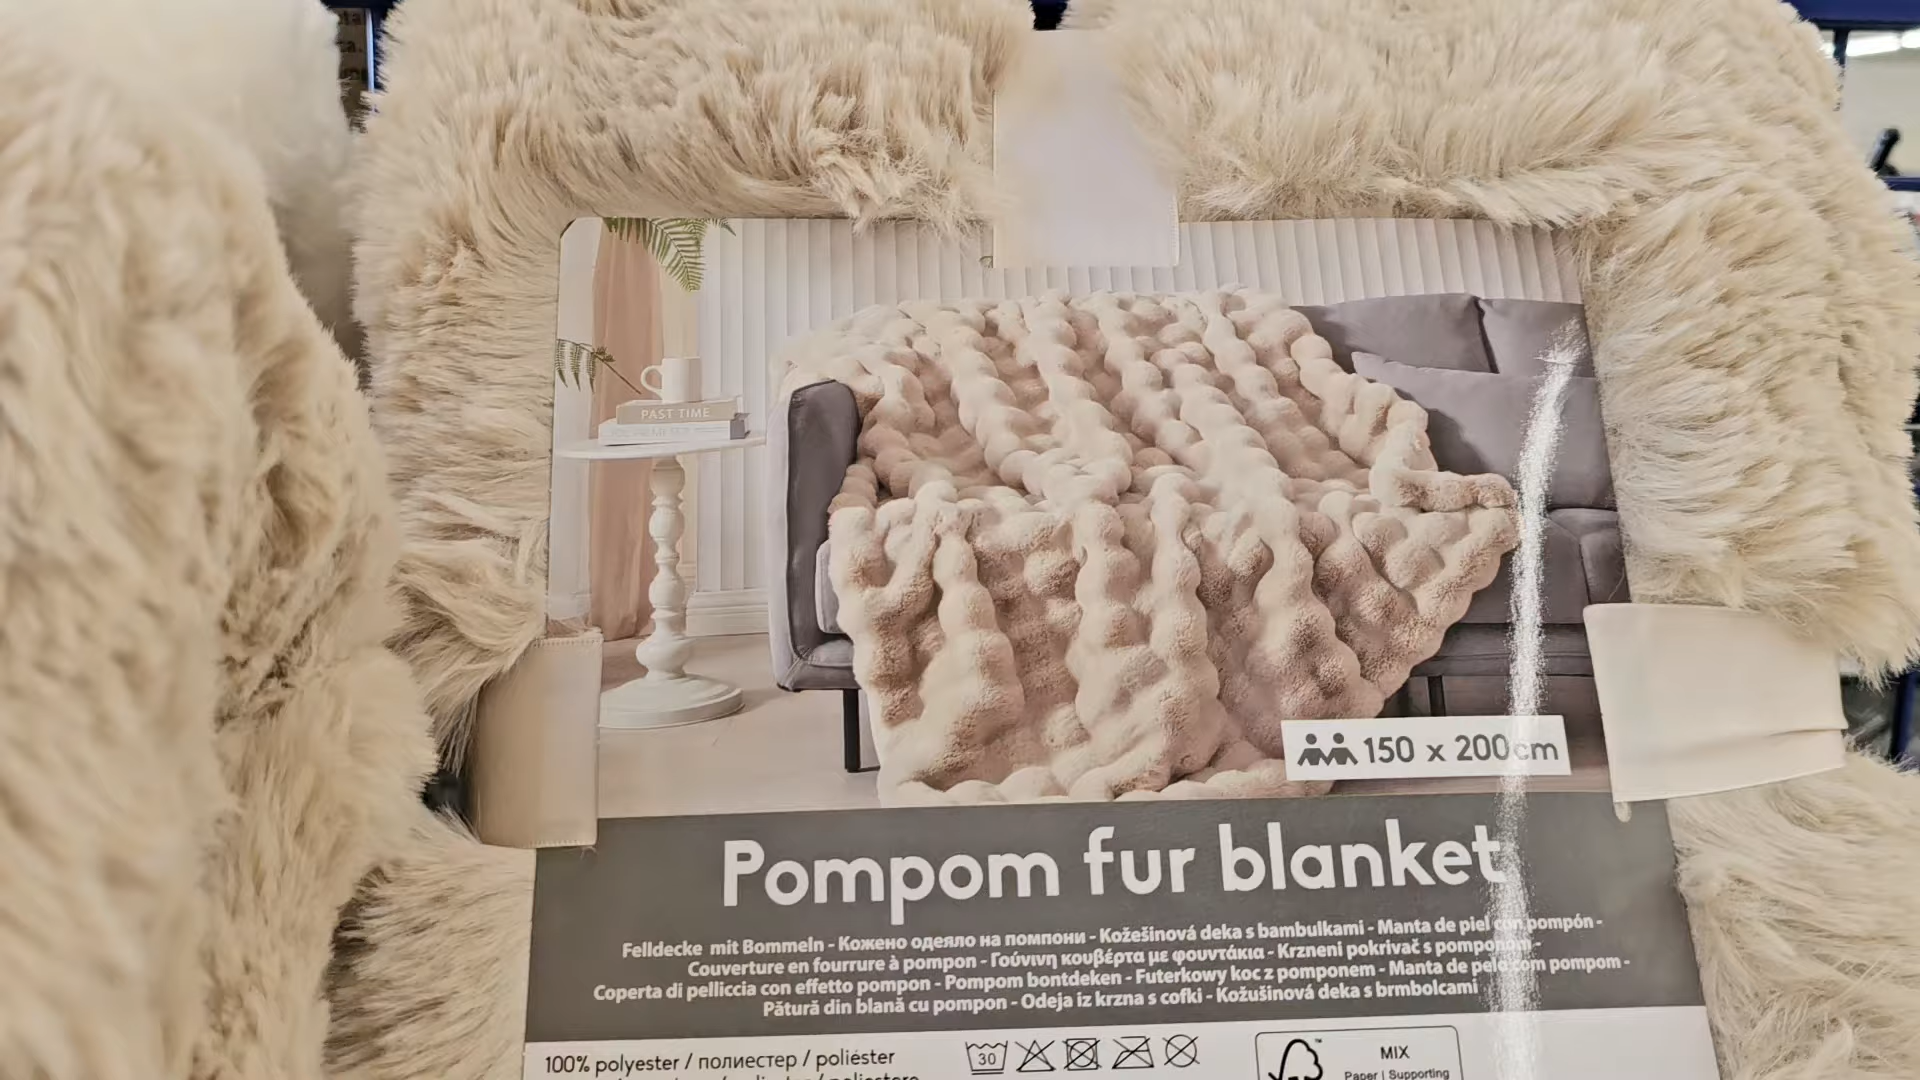 PAST TIME
150 x 200cm
Pompom fur blanket
Felldecke mit Bommeln - Кожено одеяло на помпони - Kožešinová deka s bambulkami - Manta de piel con pompón -
Couverture en fourrure à pompon - Γούνινη κουβέρτα με φουντάκια - Krzneni pokrivač s pomponom -
Coperta di pelliccia con effetto pompon - Pompom bontdeken - Futerkowy koc z pomponem - Manta de pelo com pompom -
Pătură din blană cu pompon - Odeja iz krzna s cofki - Kožušinová deka s brmbolcami
100% polyester / полиестер / poliéster
30
MIX
Paper | Supporting